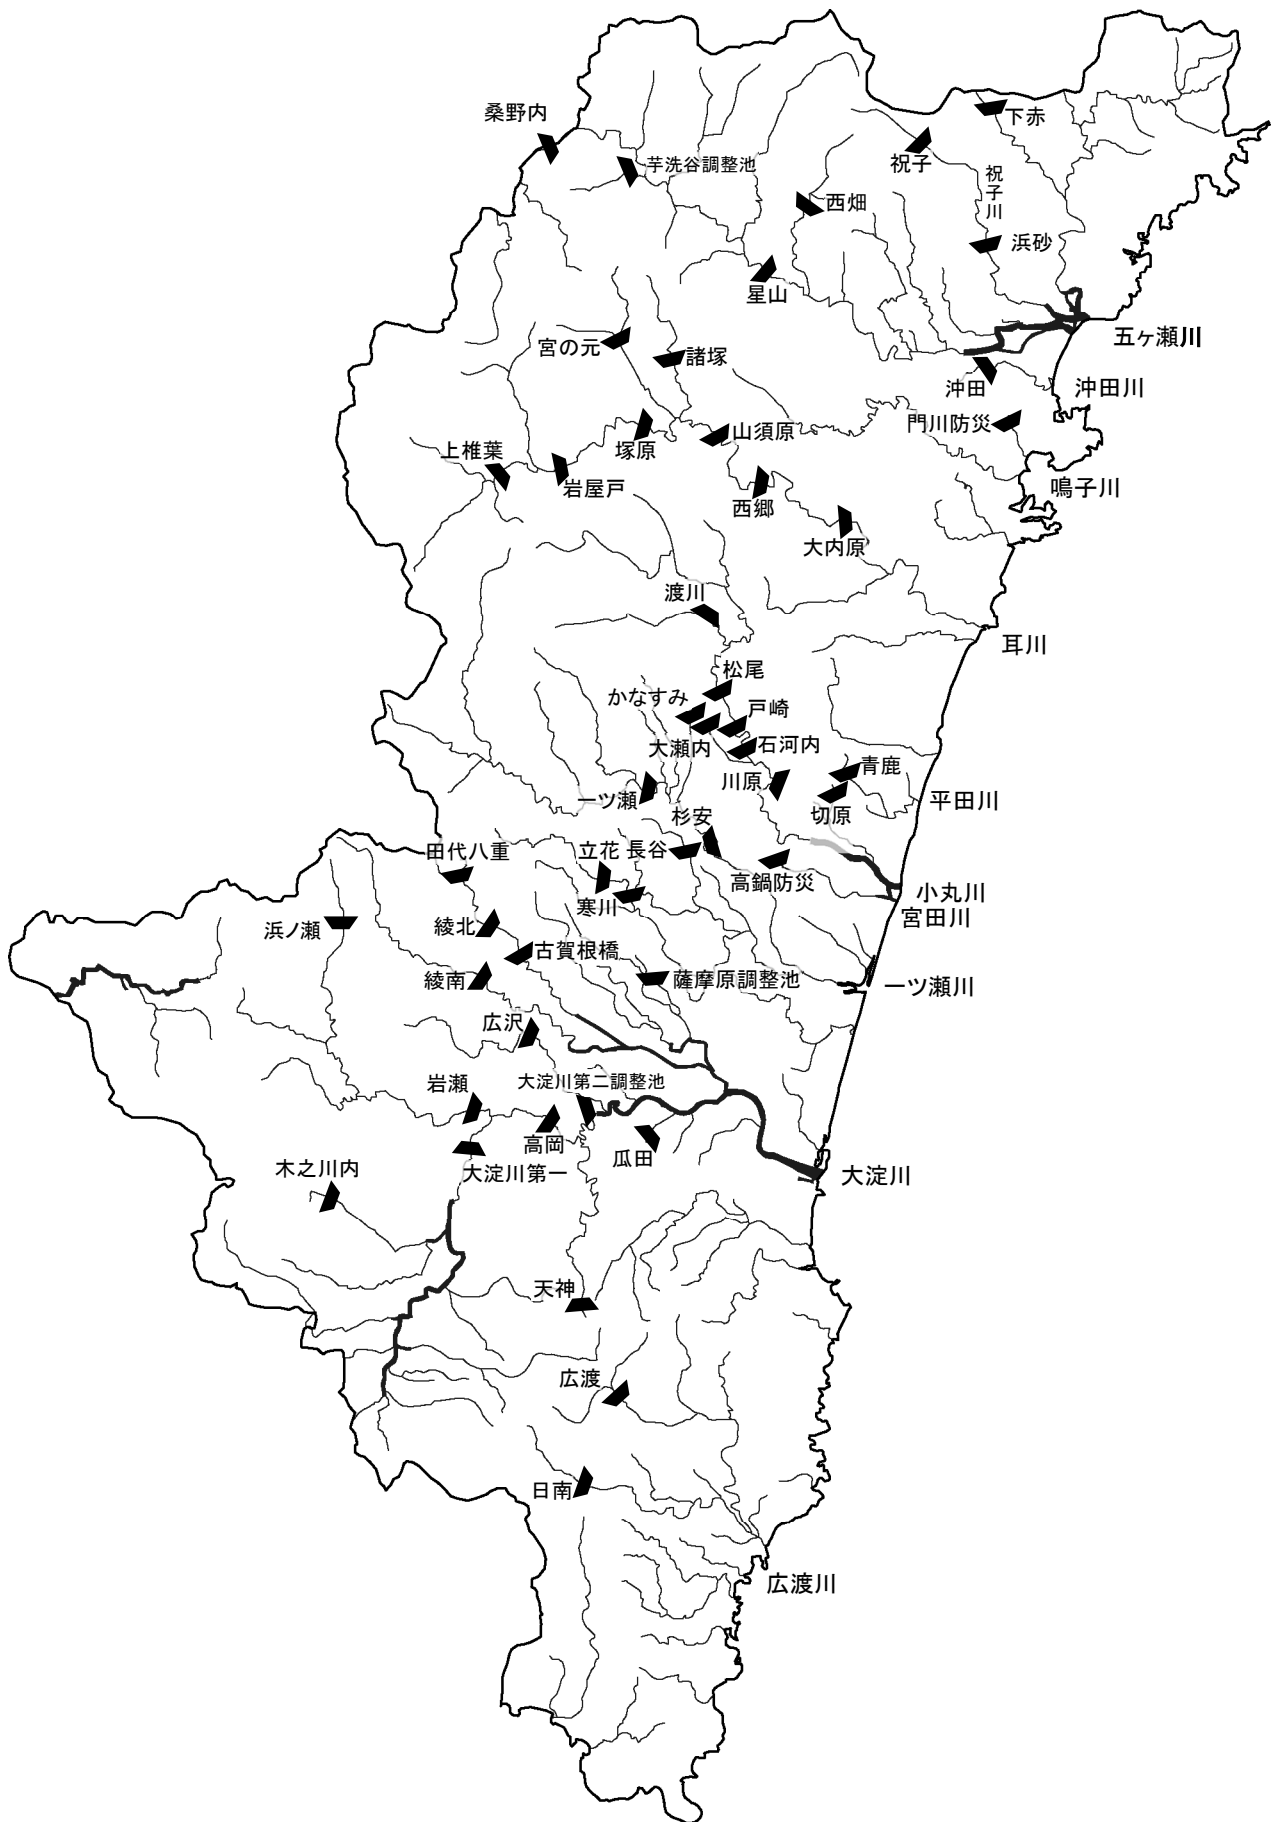 桑野内
下赤
芋洗谷調整池
祝子
祝子川
西畑
浜砂
星山
五ヶ瀬川
宮の元
諸塚
沖田
沖田川
門川防災
山須原
塚原
上椎葉
岩屋戸
鳴子川
西郷
大内原
渡川
耳川
松尾
かなすみ
戸崎
大瀬内
石河内
青鹿
川原
一ツ瀬
平田川
切原
杉安
田代八重
立花
長谷
高鍋防災
小丸川
寒川
宮田川
浜ノ瀬
綾北
古賀根橋
綾南
薩摩原調整池
一ツ瀬川
広沢
大淀川第二調整池
岩瀬
高岡
瓜田
木之川内
大淀川第一
大淀川
天神
広渡
日南
広渡川